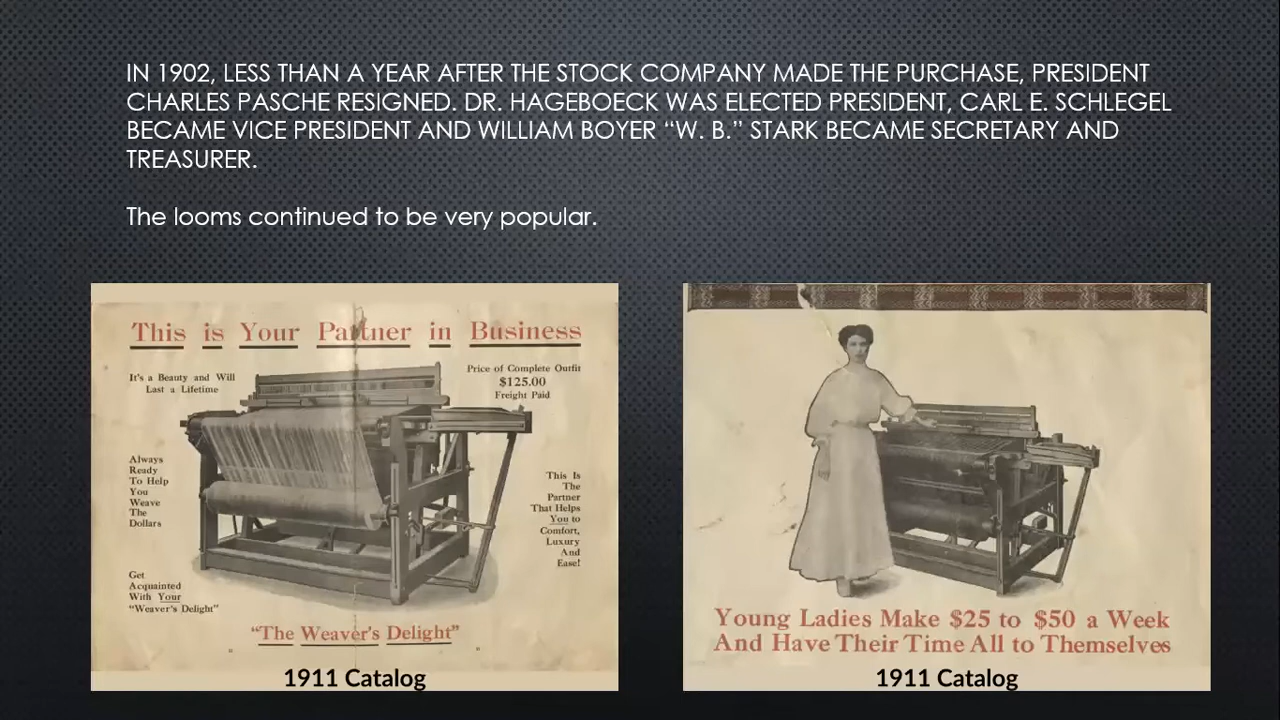 IN 1902, LESS THAN A YEAR AFTER THE STOCK COMPANY MADE THE PURCHASE, PRESIDENT
CHARLES PASCHE RESIGNED. DR. HAGEBOECK WAS ELECTED PRESIDENT, CARL E. SCHLEGEL
BECAME VICE PRESIDENT AND WILLIAM BOYER “W. B.” STARK BECAME SECRETARY AND
TREASURER.
The looms continued to be very popular.
This is Your Partner in Business
It's a Beauty and Will
Last a Lifetime
Price of Complete Outfit
$125.00
Freight Paid
Always
Ready
To Help
You
Weave
The
Dollars
This Is
The
Partner
That Helps
You to
Comfort,
Luxury
And
Ease!
Get
Acquainted
With Your
“Weaver's Delight”
“The Weaver's Delight”
1911 Catalog
Young Ladies Make $25 to $50 a Week
And Have Their Time All to Themselves
1911 Catalog